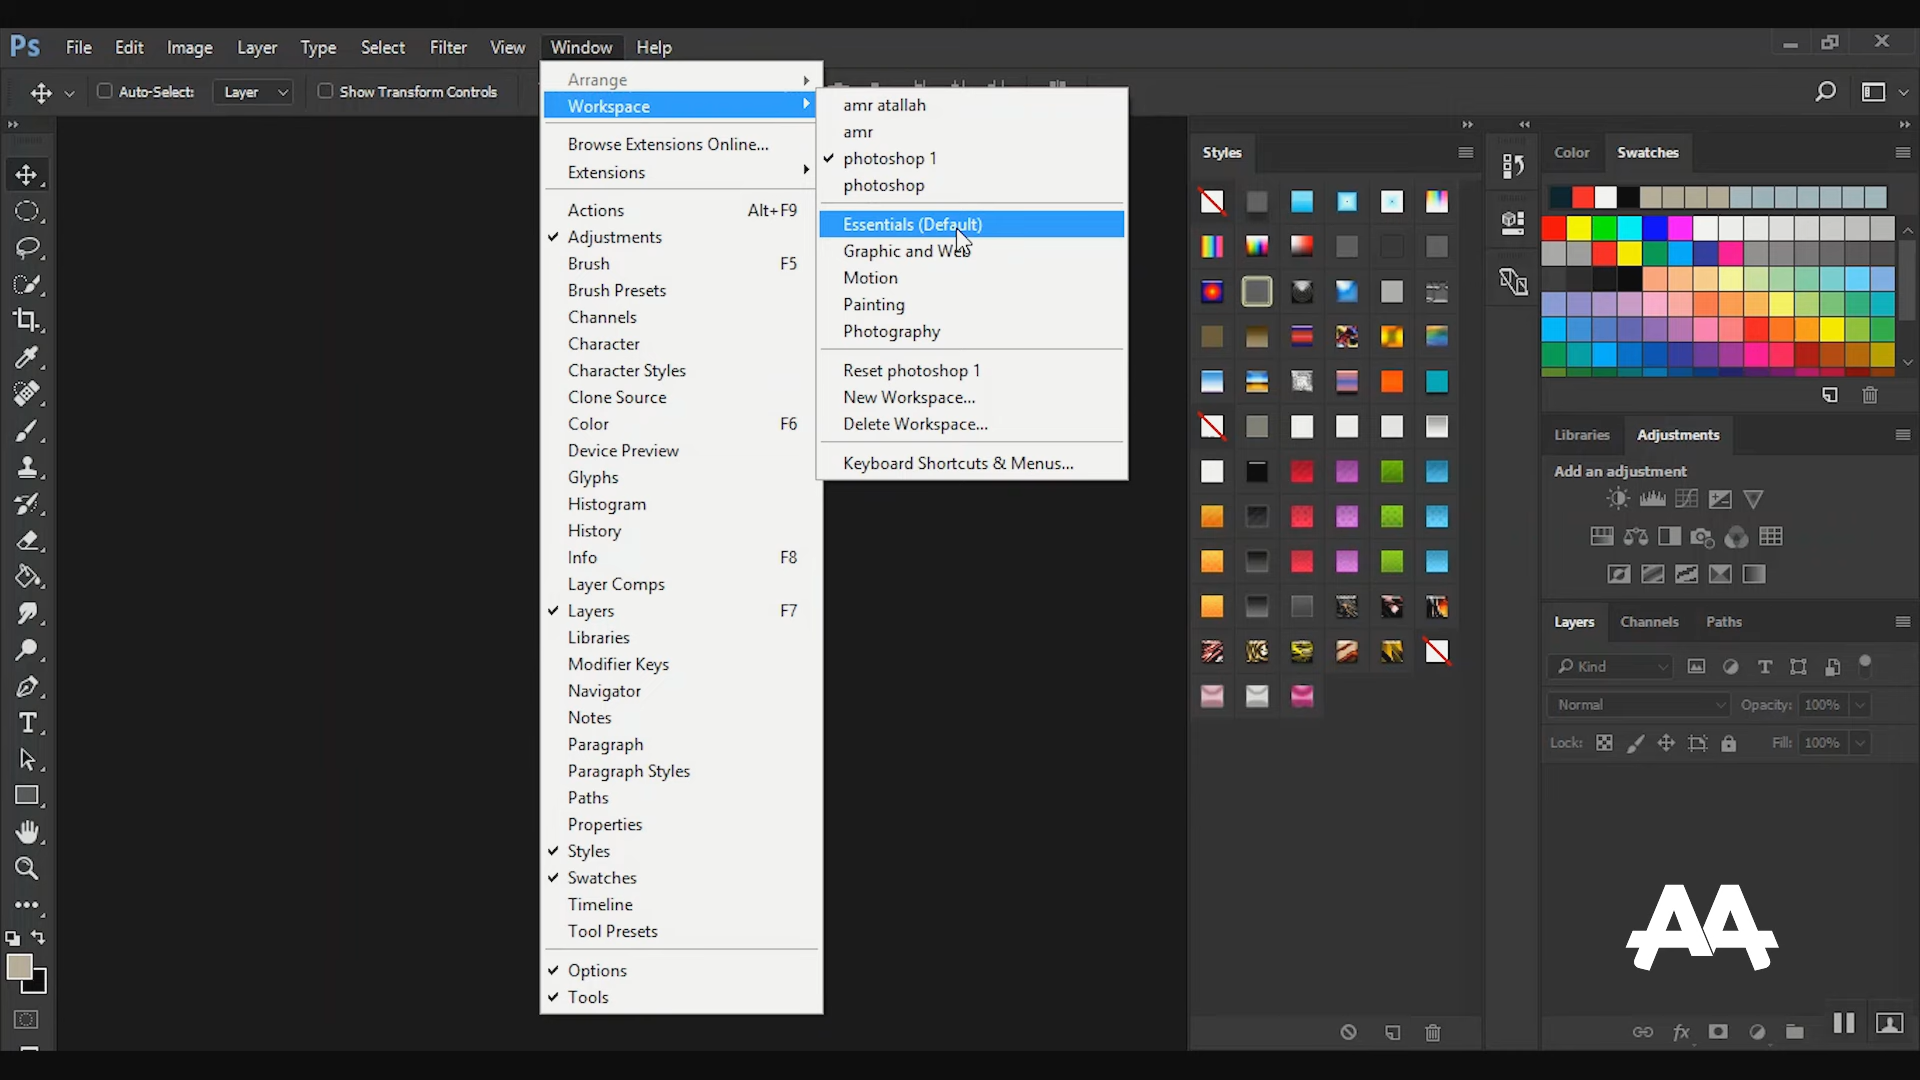 Ps File Edit Image Layer Type Select Filter View Window Help
Auto-Select: Layer Show Transform Controls
Arrange
Workspace
Browse Extensions Online...
Extensions
Actions Alt+F9
Adjustments
Brush F5
Brush Presets
Channels
Character
Character Styles
Clone Source
Color F6
Device Preview
Glyphs
Histogram
History
Info F8
Layer Comps
Layers F7
Libraries
Modifier Keys
Navigator
Notes
Paragraph
Paragraph Styles
Paths
Properties
Styles
Swatches
Timeline
Tool Presets
Options
Tools
amr atallah
amr
photoshop 1
photoshop
Essentials (Default)
Graphic and Web
Motion
Painting
Photography
Reset photoshop 1
New Workspace...
Delete Workspace...
Keyboard Shortcuts & Menus...
Styles
Color Swatches
Libraries Adjustments
Add an adjustment
Layers Channels Paths
Kind
Normal Opacity: 100%
Lock: Fill: 100%
AA
fx